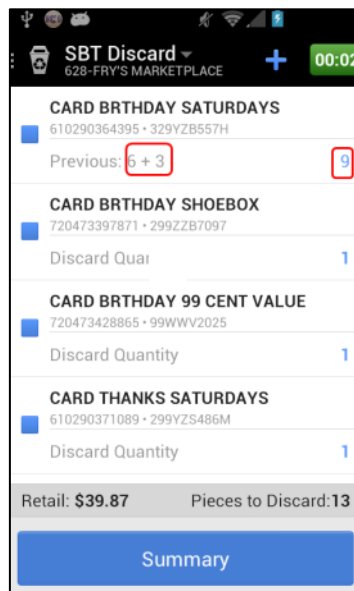 SBT Discard
628-FRY'S MARKETPLACE
00:02
CARD BRTHDAY SATURDAYS
610290364395 • 329YZB557H
Previous: 6 + 3 9
CARD BRTHDAY SHOEBOX
720473397871 • 299ZZB7097
Discard Quar 1
CARD BRTHDAY 99 CENT VALUE
720473428865 • 99WWV2025
Discard Quantity 1
CARD THANKS SATURDAYS
610290371089 • 299YZS486M
Discard Quantity 1
Retail: $39.87 Pieces to Discard:13
Summary